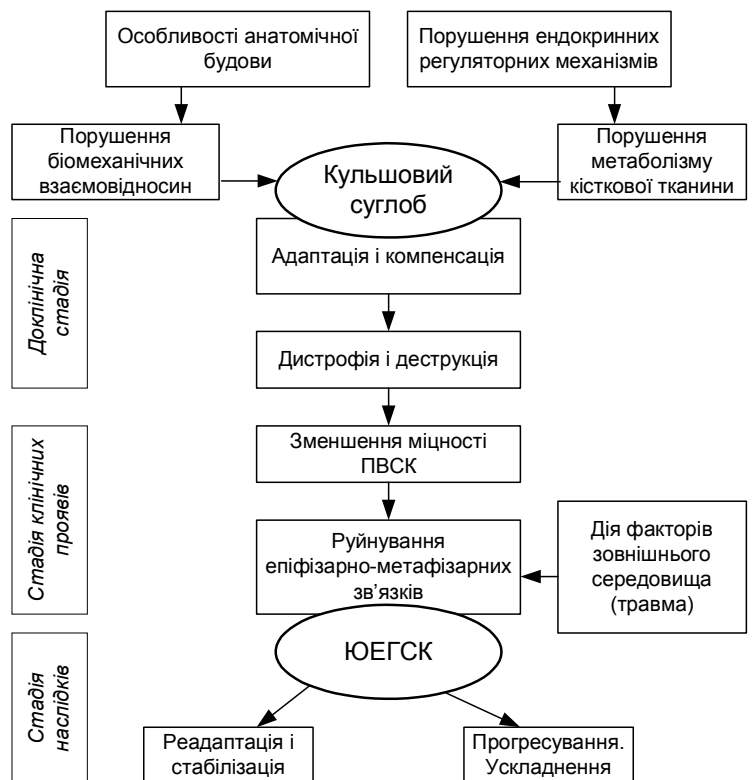 Особливості анатомічної
будови
Порушення ендокринних
регуляторних механізмів
Порушення
біомеханічних
взаємовідносин
Кульшовий
суглоб
Порушення
метаболізму
кісткової тканини
Доклінічна
стадія
Адаптація і компенсація
Дистрофія і деструкція
Стадія клінічних
проявів
Зменшення міцності
ПВСК
Руйнування
епіфізарно-метафізарних
зв’язків
Дія факторів
зовнішнього
середовища
(травма)
Стадія
наслідків
ЮЕГСК
Реадаптація і
стабілізація
Прогресування.
Ускладнення